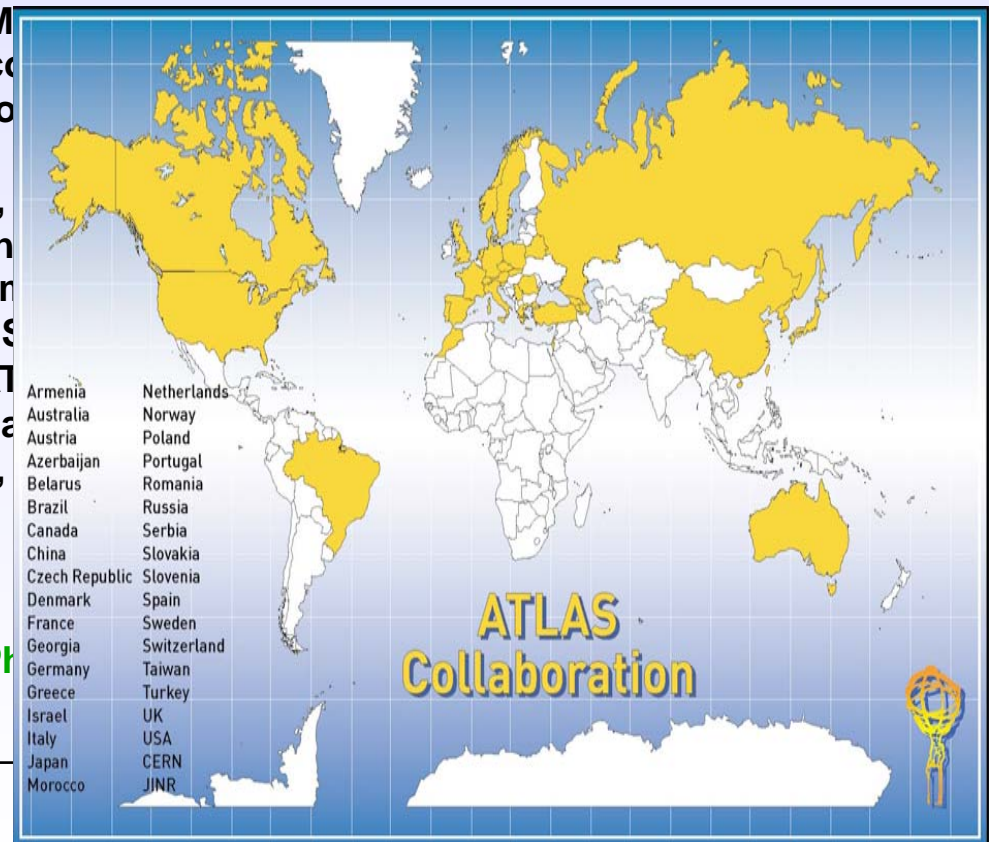 Armenia
Australia
Austria
Azerbaijan
Belarus
Brazil
Canada
China
Czech Republic
Denmark
France
Georgia
Germany
Greece
Israel
Italy
Japan
Morocco
Netherlands
Norway
Poland
Portugal
Romania
Russia
Serbia
Slovakia
Slovenia
Spain
Sweden
Switzerland
Taiwan
Turkey
UK
USA
CERN
JINR
ATLAS
Collaboration